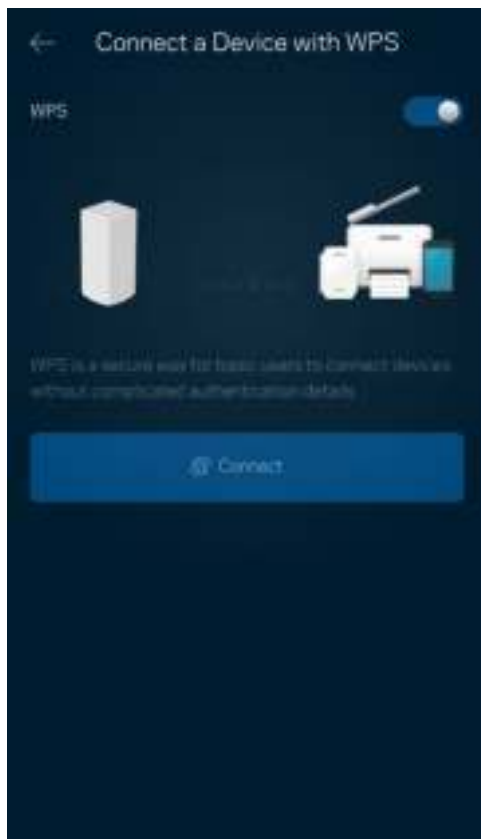 Connect a Device with WPS
WPS
WPS is a secure way for basic users to connect devices
without complicated authentication details.
Connect